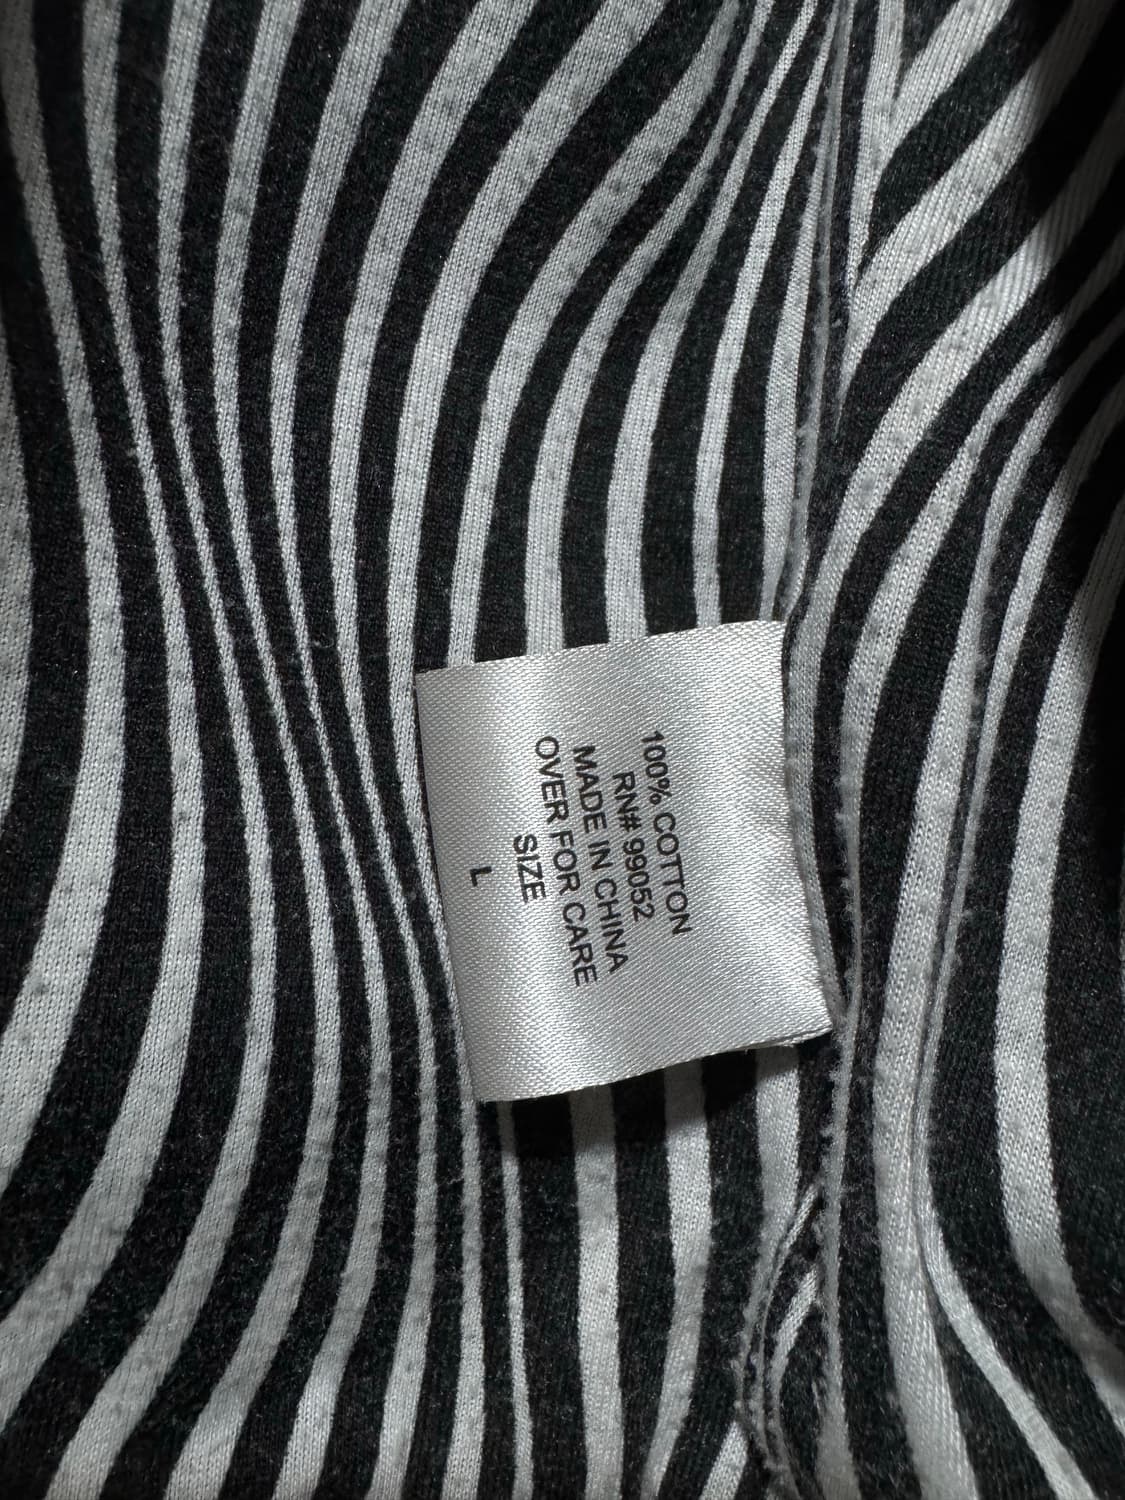 100% COTTON
RN# 99052
MADE IN CHINA
OVER FOR CARE
SIZE
L